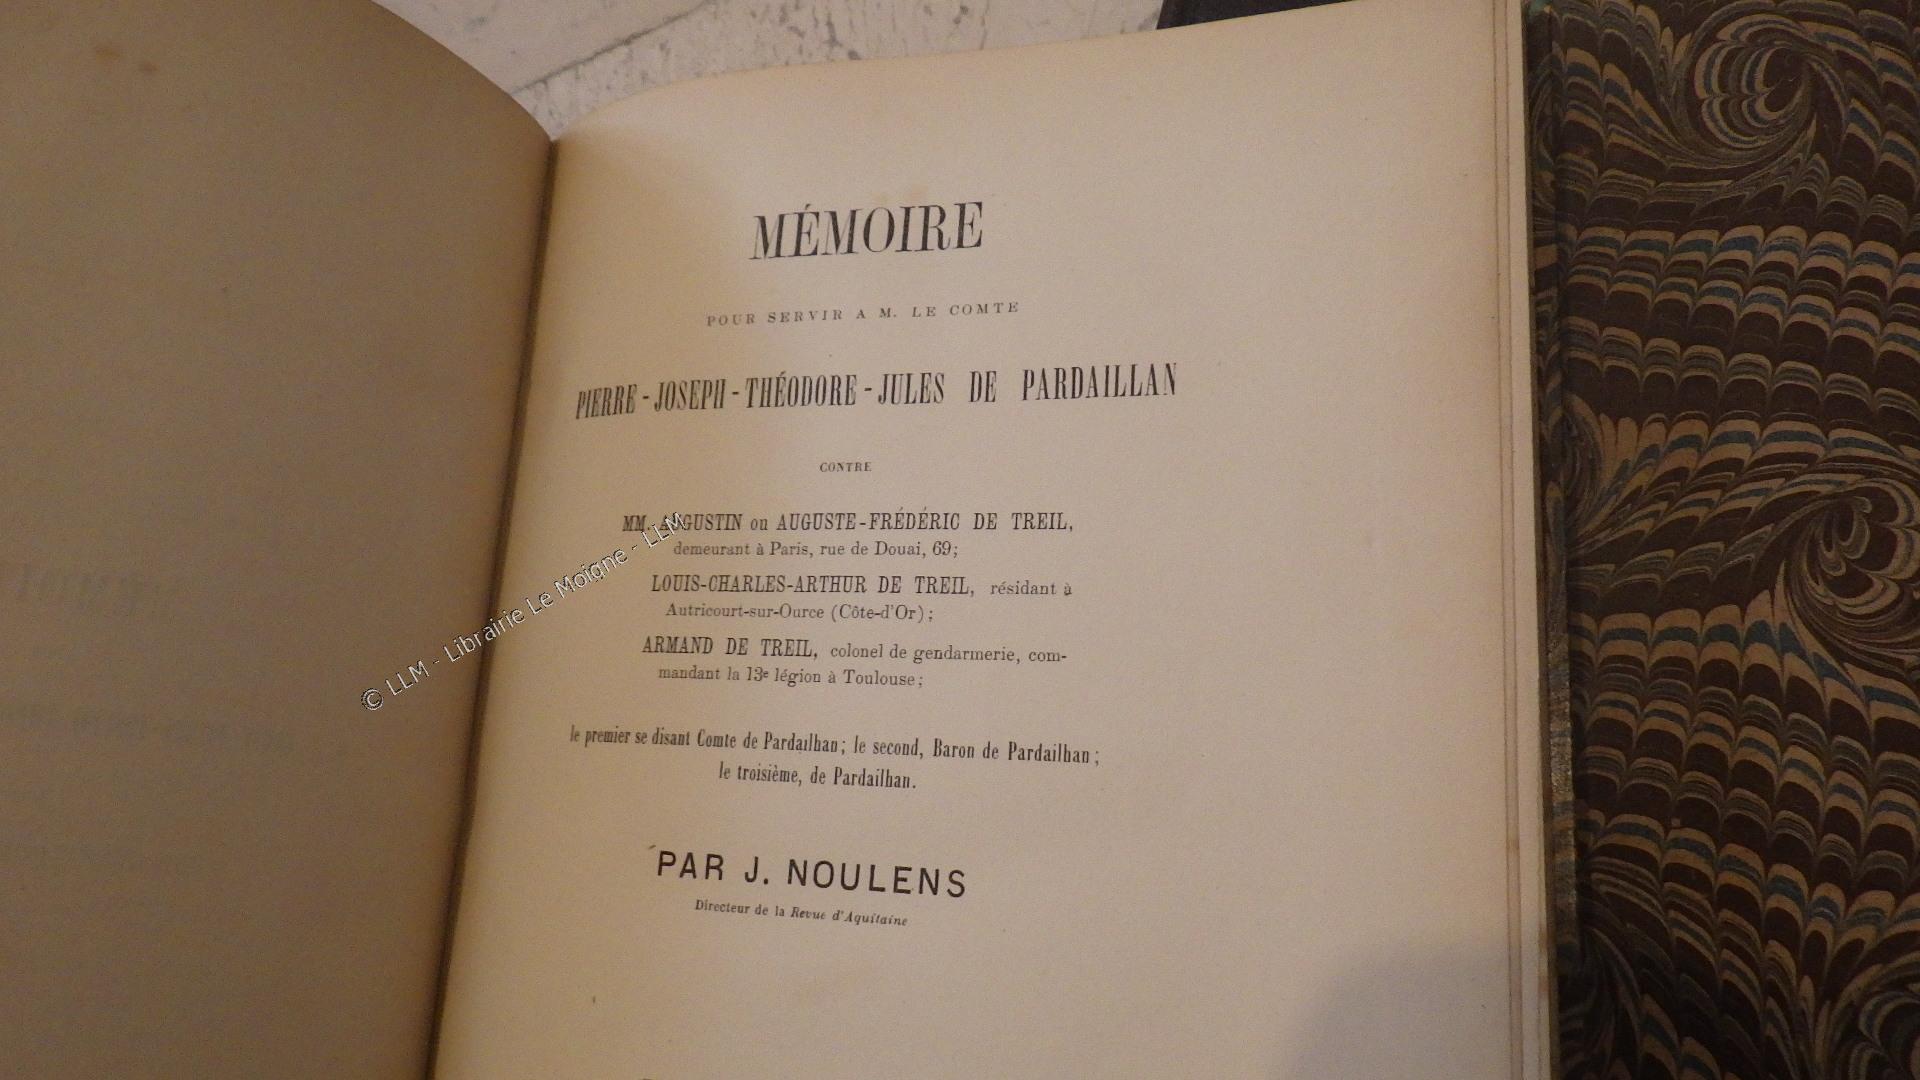 MÉMOIRE
POUR SERVIR A M. LE COMTE
PIERRE-JOSEPH-THÉODORE-JULES DE PARDAILLAN
CONTRE
MM. AUGUSTIN ou AUGUSTE-FRÉDÉRIC DE TREIL,
demeurant à Paris, rue de Douai, 69;
LOUIS-CHARLES-ARTHUR DE TREIL, résidant à
Autricourt-sur-Ource (Côte-d'Or);
ARMAND DE TREIL, colonel de gendarmerie, com-
mandant la 13e légion à Toulouse;
le premier se disant Comte de Pardailhan; le second, Baron de Pardailhan;
le troisième, de Pardailhan.
PAR J. NOULENS
Directeur de la Revue d'Aquitaine
© LLM - Librairie Le Moigne - LLM